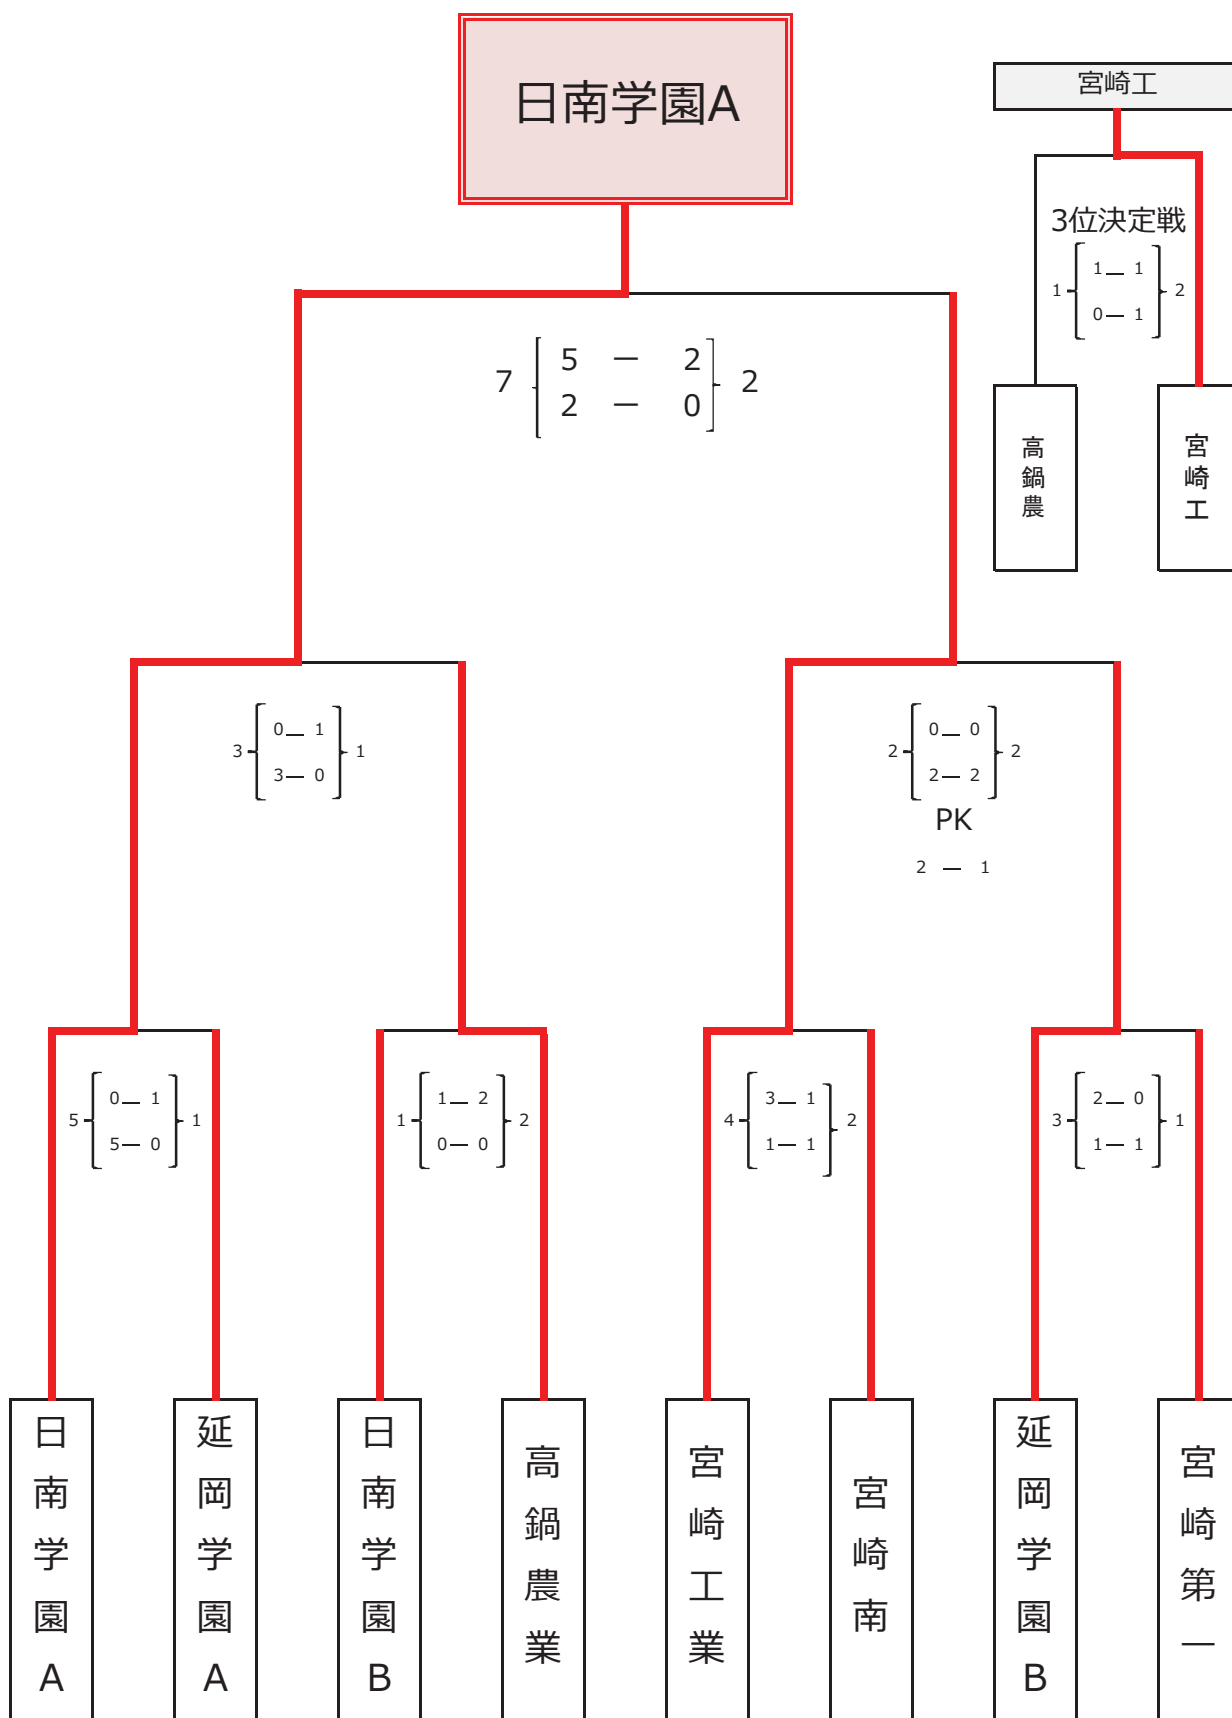 日南学園A
宮崎工
3位決定戦
1 1 — 1 2
0 — 1
高鍋農
宮崎工
7 5 — 2 2
2 — 0
3 0 — 1 1
3 — 0
2 0 — 0 2
2 — 2
PK
2 — 1
5 0 — 1 1
5 — 0
1 1 — 2 2
0 — 0
4 3 — 1 2
1 — 1
3 2 — 0 1
1 — 1
日南学園A
延岡学園A
日南学園B
高鍋農業
宮崎工業
宮崎南
延岡学園B
宮崎第一